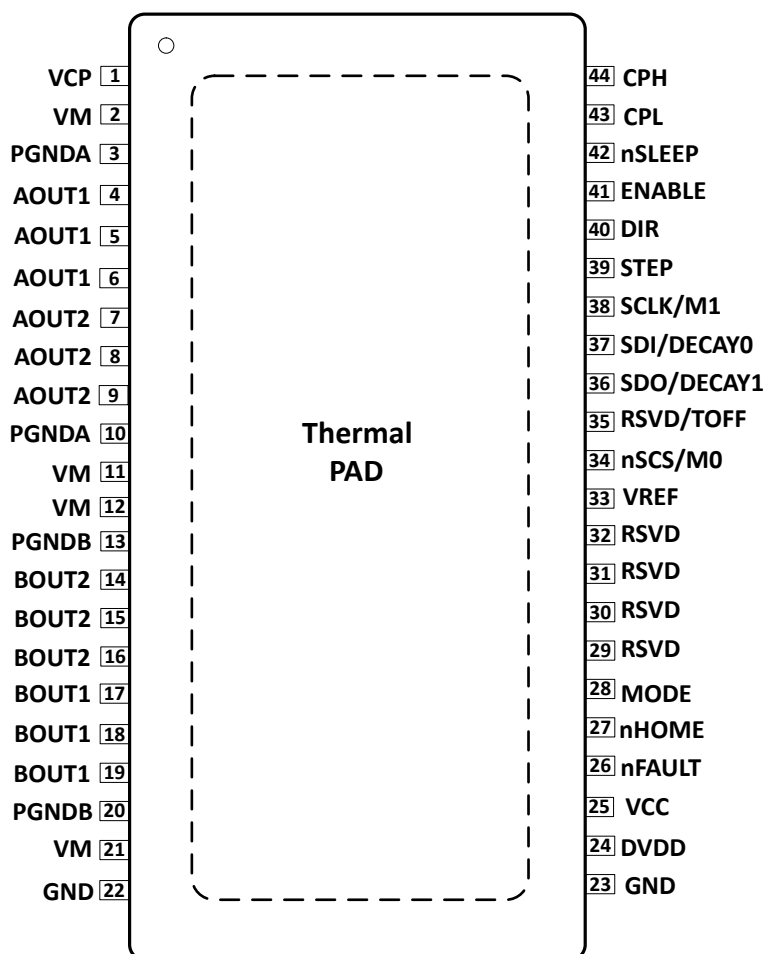 VCP 1
VM 2
PGNDA 3
AOUT1 4
AOUT1 5
AOUT1 6
AOUT2 7
AOUT2 8
AOUT2 9
PGNDA 10
VM 11
VM 12
PGNDB 13
BOUT2 14
BOUT2 15
BOUT2 16
BOUT1 17
BOUT1 18
BOUT1 19
PGNDB 20
VM 21
GND 22
Thermal
PAD
44 CPH
43 CPL
42 nSLEEP
41 ENABLE
40 DIR
39 STEP
38 SCLK/M1
37 SDI/DECAY0
36 SDO/DECAY1
35 RSVD/TOFF
34 nSCS/M0
33 VREF
32 RSVD
31 RSVD
30 RSVD
29 RSVD
28 MODE
27 nHOME
26 nFAULT
25 VCC
24 DVDD
23 GND